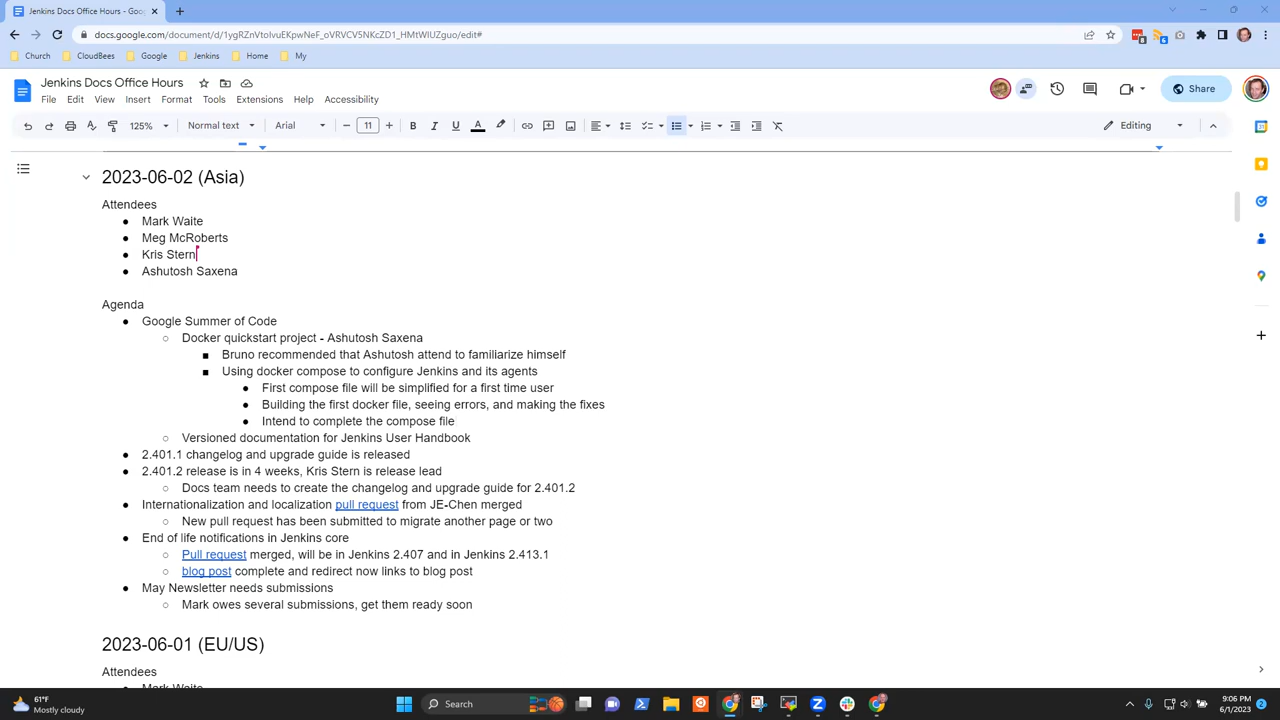 Jenkins Docs Office Hours - Goo
docs.google.com/document/d/1ygRZnVtoIvuEKpwNeF_oVRVCV5NKcZD1_HMtWIUZguo/edit#
Church
CloudBees
Google
Jenkins
Home
My
Jenkins Docs Office Hours
File Edit View Insert Format Tools Extensions Help Accessibility
Share
125%
Normal text
Arial
11
Editing
2023-06-02 (Asia)
Attendees
● Mark Waite
● Meg McRoberts
● Kris Stern
● Ashutosh Saxena
Agenda
● Google Summer of Code
○ Docker quickstart project - Ashutosh Saxena
■ Bruno recommended that Ashutosh attend to familiarize himself
■ Using docker compose to configure Jenkins and its agents
● First compose file will be simplified for a first time user
● Building the first docker file, seeing errors, and making the fixes
● Intend to complete the compose file
○ Versioned documentation for Jenkins User Handbook
● 2.401.1 changelog and upgrade guide is released
● 2.401.2 release is in 4 weeks, Kris Stern is release lead
○ Docs team needs to create the changelog and upgrade guide for 2.401.2
● Internationalization and localization pull request from JE-Chen merged
○ New pull request has been submitted to migrate another page or two
● End of life notifications in Jenkins core
○ Pull request merged, will be in Jenkins 2.407 and in Jenkins 2.413.1
○ blog post complete and redirect now links to blog post
● May Newsletter needs submissions
○ Mark owes several submissions, get them ready soon
2023-06-01 (EU/US)
Attendees
● Mark Waite
61°F
Mostly cloudy
Search
9:06 PM
6/1/2023